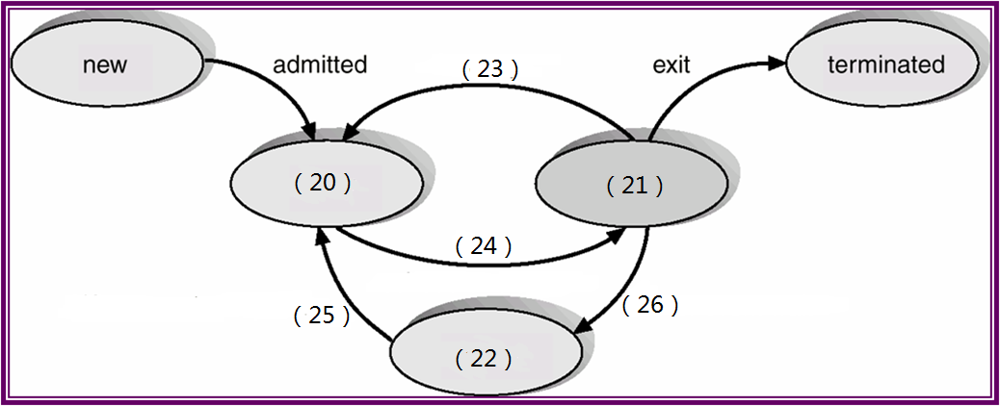 new
admitted
（23）
exit
terminated
（20）
（21）
（24）
（25）
（26）
（22）